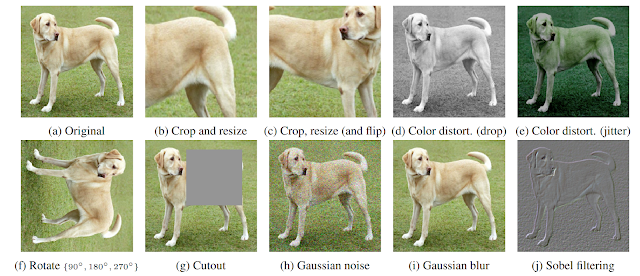 (a) Original
(b) Crop and resize
(c) Crop, resize (and flip)
(d) Color distort. (drop)
(e) Color distort. (jitter)
(f) Rotate {90°, 180°, 270°}
(g) Cutout
(h) Gaussian noise
(i) Gaussian blur
(j) Sobel filtering